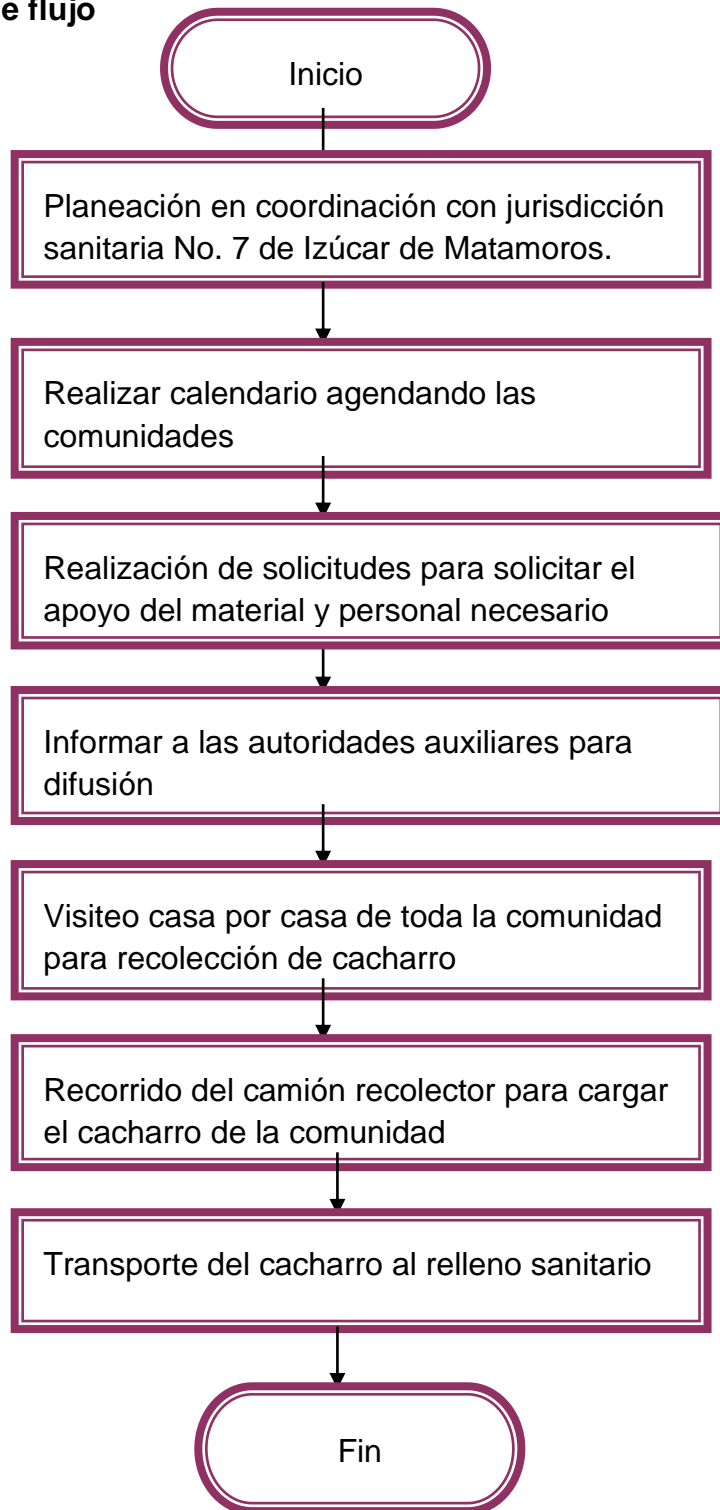 e flujo
Inicio
Planeación en coordinación con jurisdicción
sanitaria No. 7 de Izúcar de Matamoros.
Realizar calendario agendando las
comunidades
Realización de solicitudes para solicitar el
apoyo del material y personal necesario
Informar a las autoridades auxiliares para
difusión
Visiteo casa por casa de toda la comunidad
para recolección de cacharro
Recorrido del camión recolector para cargar
el cacharro de la comunidad
Transporte del cacharro al relleno sanitario
Fin